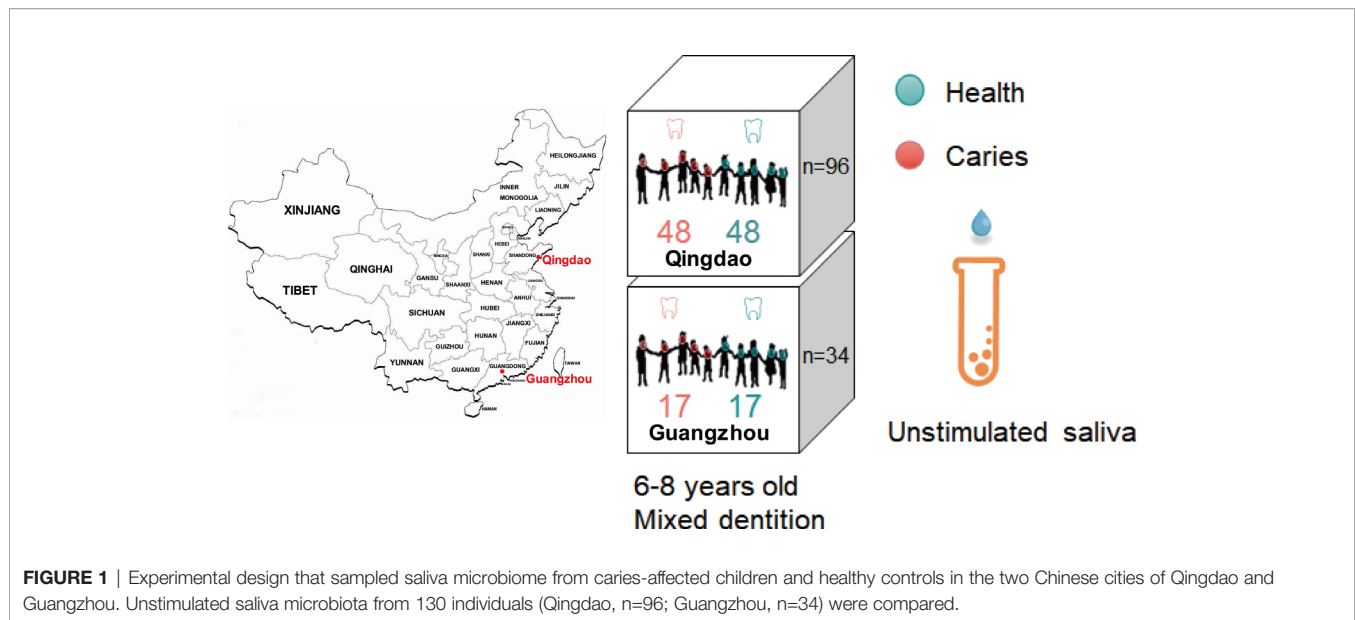 HEILONGJIANG
JILIN
INNER
MONOGOLIA
LIAONING
XINJIANG
HEBEI
SHANXI
SHANDONG
Qingdao
QINGHAI
GANSU
SHAANXI
HENAN
TIBET
ANHUI
SICHUAN
HUBEI
ZHEJIANG
JIANGXI
HUNAN
GUIZHOU
FUJIAN
YUNNAN
GUANGXI
GUANGDONG
TAIWAN
Guangzhou
HAINAN
n=96
48 48
Qingdao
n=34
17 17
Guangzhou
6-8 years old
Mixed dentition
Health
Caries
Unstimulated saliva
FIGURE 1 | Experimental design that sampled saliva microbiome from caries-affected children and healthy controls in the two Chinese cities of Qingdao and
Guangzhou. Unstimulated saliva microbiota from 130 individuals (Qingdao, n=96; Guangzhou, n=34) were compared.